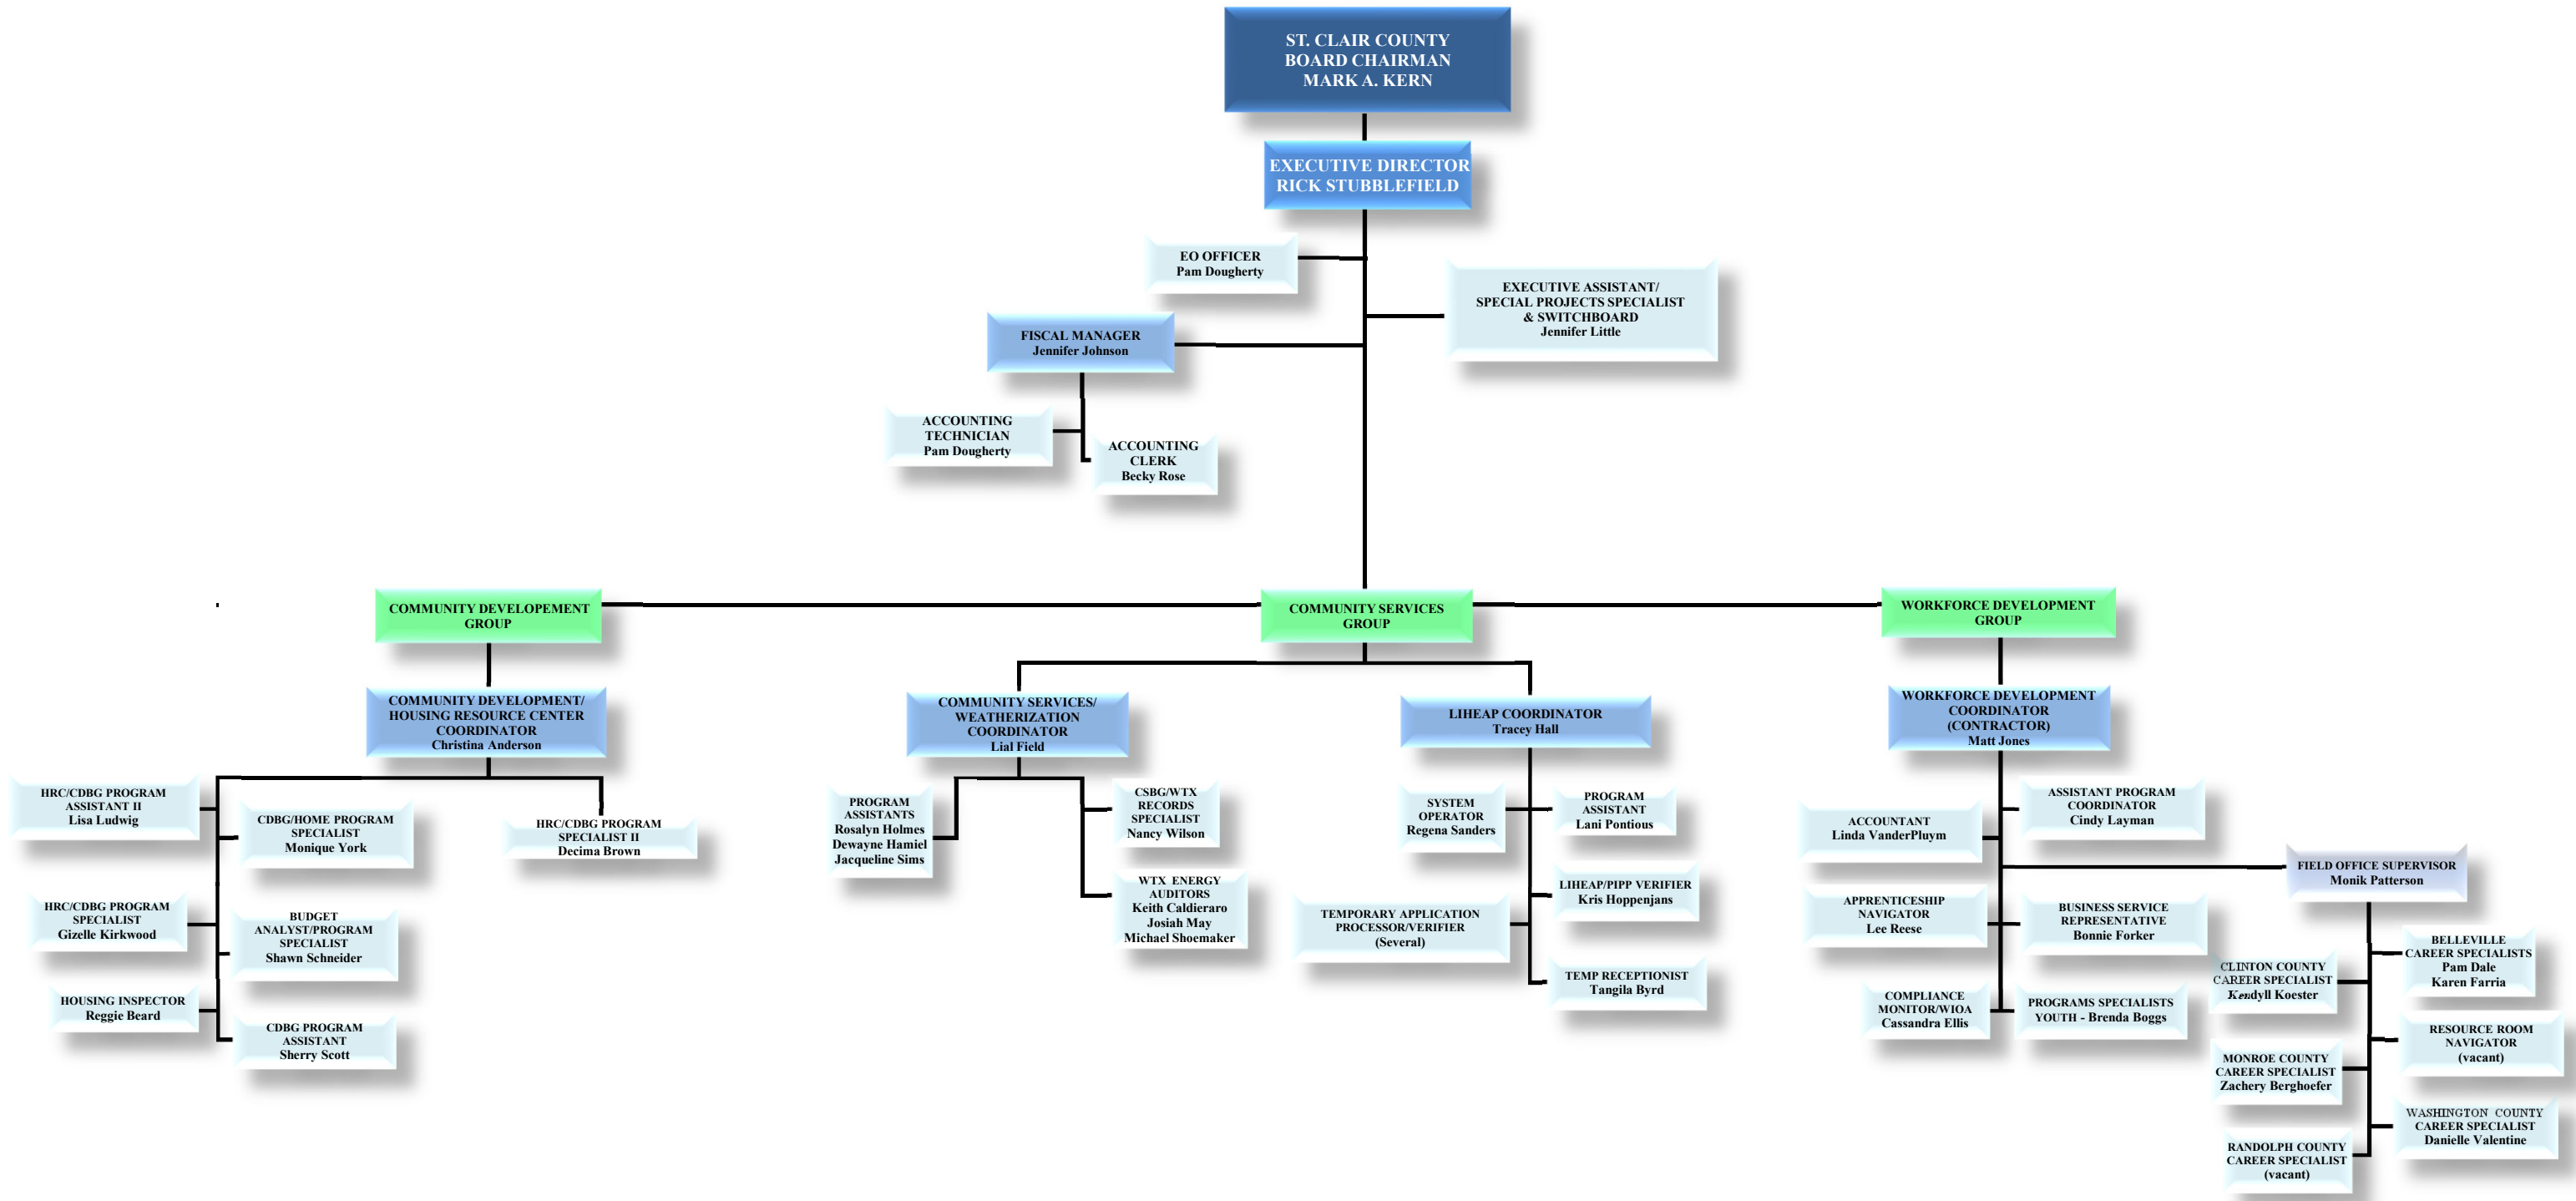 ST. CLAIR COUNTY
BOARD CHAIRMAN
MARK A. KERN
EXECUTIVE DIRECTOR
RICK STUBBLEFIELD
EO OFFICER
Pam Dougherty
EXECUTIVE ASSISTANT/
SPECIAL PROJECTS SPECIALIST
& SWITCHBOARD
Jennifer Little
FISCAL MANAGER
Jennifer Johnson
ACCOUNTING
TECHNICIAN
Pam Dougherty
ACCOUNTING
CLERK
Becky Rose
COMMUNITY DEVELOPEMENT
GROUP
COMMUNITY SERVICES
GROUP
WORKFORCE DEVELOPMENT
GROUP
COMMUNITY DEVELOPMENT/
HOUSING RESOURCE CENTER
COORDINATOR
Christina Anderson
HRC/CDBG PROGRAM
ASSISTANT II
Lisa Ludwig
CDBG/HOME PROGRAM
SPECIALIST
Monique York
HRC/CDBG PROGRAM
SPECIALIST II
Decima Brown
HRC/CDBG PROGRAM
SPECIALIST
Gizelle Kirkwood
BUDGET
ANALYST/PROGRAM
SPECIALIST
Shawn Schneider
HOUSING INSPECTOR
Reggie Beard
CDBG PROGRAM
ASSISTANT
Sherry Scott
COMMUNITY SERVICES/
WEATHERIZATION
COORDINATOR
Lial Field
PROGRAM
ASSISTANTS
Rosalyn Holmes
Dewayne Hamiel
Jacqueline Sims
CSBG/WTX
RECORDS
SPECIALIST
Nancy Wilson
WTX ENERGY
AUDITORS
Keith Caldieraro
Josiah May
Michael Shoemaker
LIHEAP COORDINATOR
Tracey Hall
SYSTEM
OPERATOR
Regena Sanders
PROGRAM
ASSISTANT
Lani Pontious
LIHEAP/PIPP VERIFIER
Kris Hoppenjans
TEMPORARY APPLICATION
PROCESSOR/VERIFIER
(Several)
TEMP RECEPTIONIST
Tangila Byrd
WORKFORCE DEVELOPMENT
COORDINATOR
(CONTRACTOR)
Matt Jones
ASSISTANT PROGRAM
COORDINATOR
Cindy Layman
ACCOUNTANT
Linda VanderPluym
FIELD OFFICE SUPERVISOR
Monik Patterson
APPRENTICESHIP
NAVIGATOR
Lee Reese
BUSINESS SERVICE
REPRESENTATIVE
Bonnie Forker
COMPLIANCE
MONITOR/WIOA
Cassandra Ellis
PROGRAMS SPECIALISTS
YOUTH - Brenda Boggs
BELLEVILLE
CAREER SPECIALISTS
Pam Dale
Karen Farria
CLINTON COUNTY
CAREER SPECIALIST
Kendyll Koester
RESOURCE ROOM
NAVIGATOR
(vacant)
MONROE COUNTY
CAREER SPECIALIST
Zachery Berghoefer
WASHINGTON COUNTY
CAREER SPECIALIST
Danielle Valentine
RANDOLPH COUNTY
CAREER SPECIALIST
(vacant)